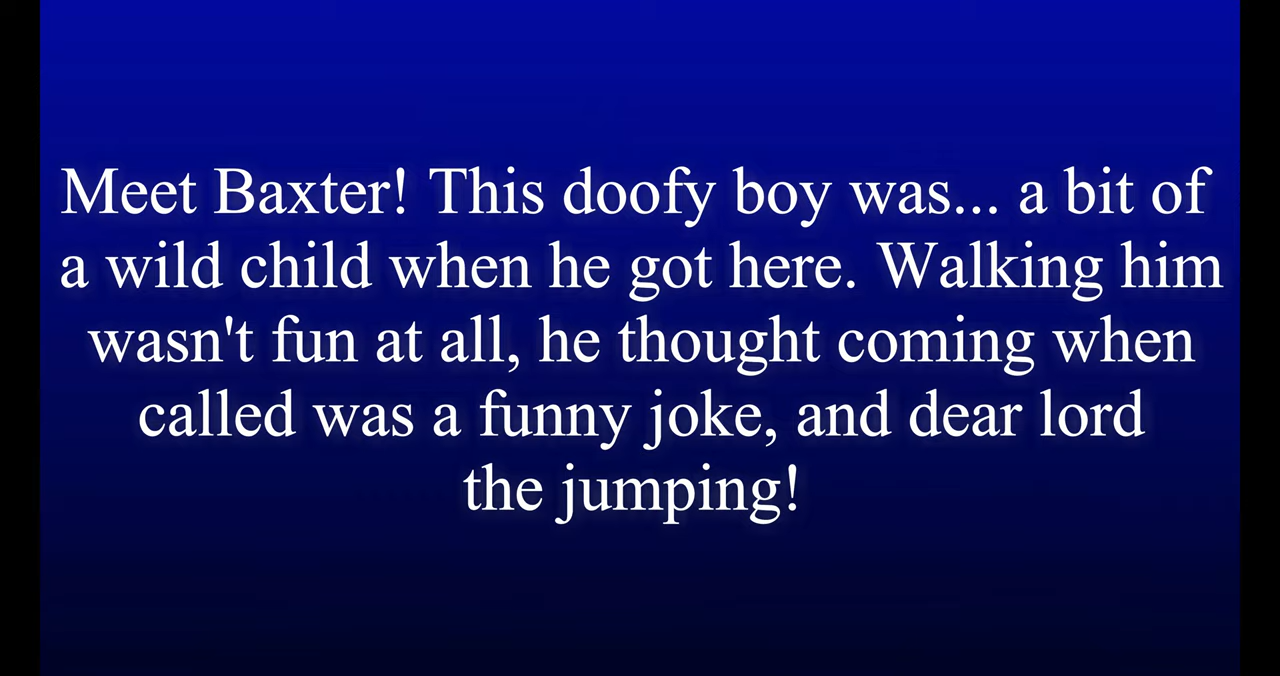 Meet Baxter! This doofy boy was... a bit of
a wild child when he got here. Walking him
wasn't fun at all, he thought coming when
called was a funny joke, and dear lord
the jumping!